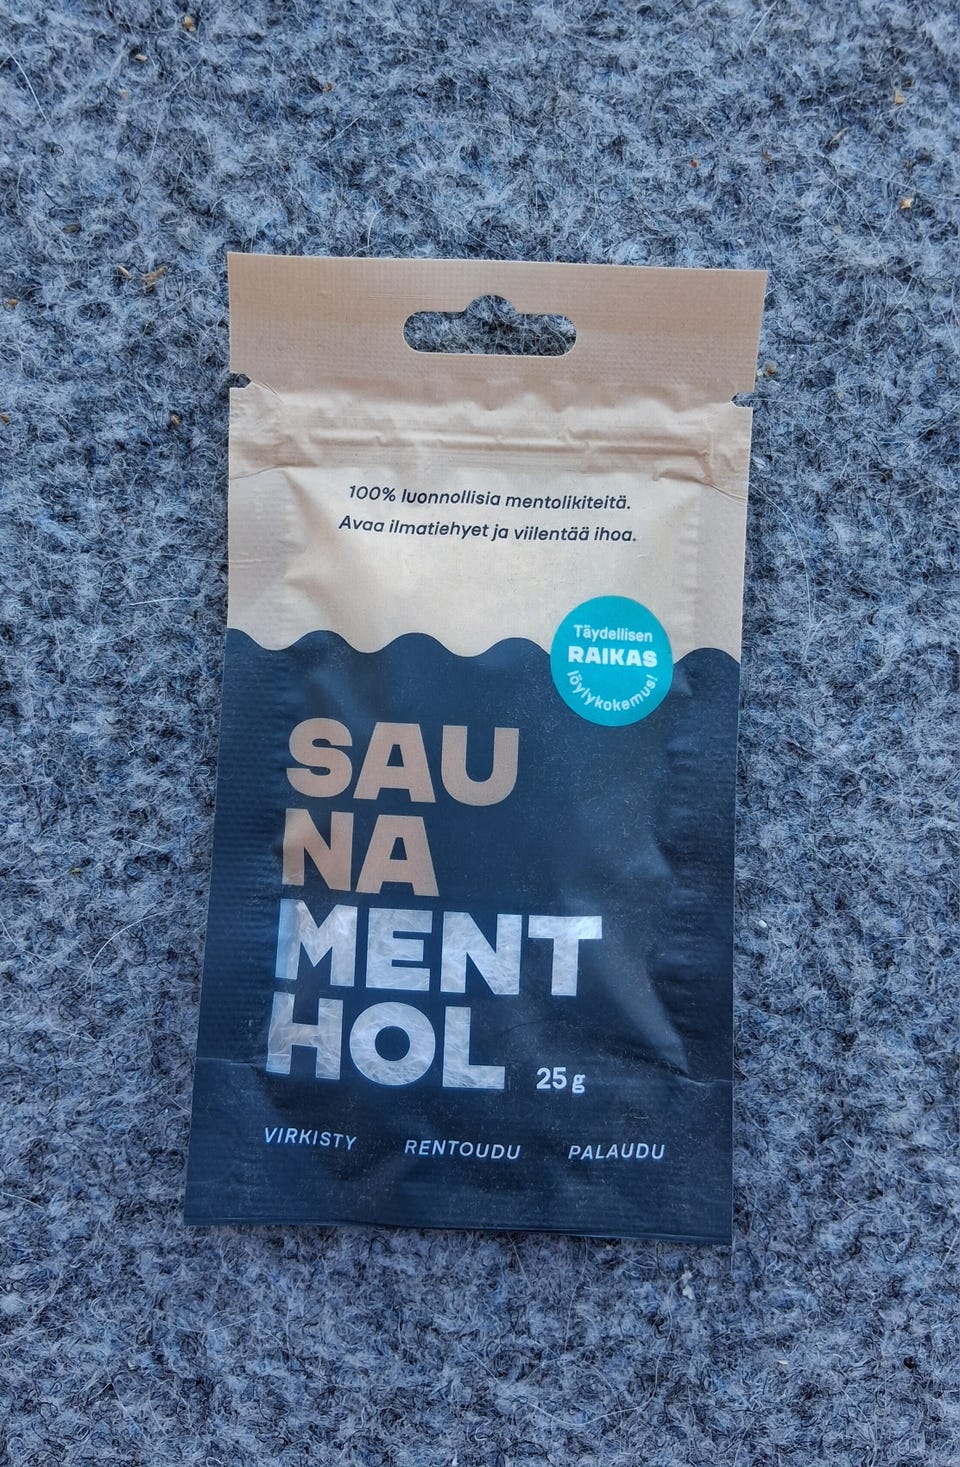 100% luonnollisia mentolikiteitä.
Avaa ilmatiehyet ja viilentää ihoa.
Täydellisen
RAIKAS
löylykokemus!
SAU
NA
MENT
HOL
25 g
VIRKISTY RENTOUDU PALAUDU